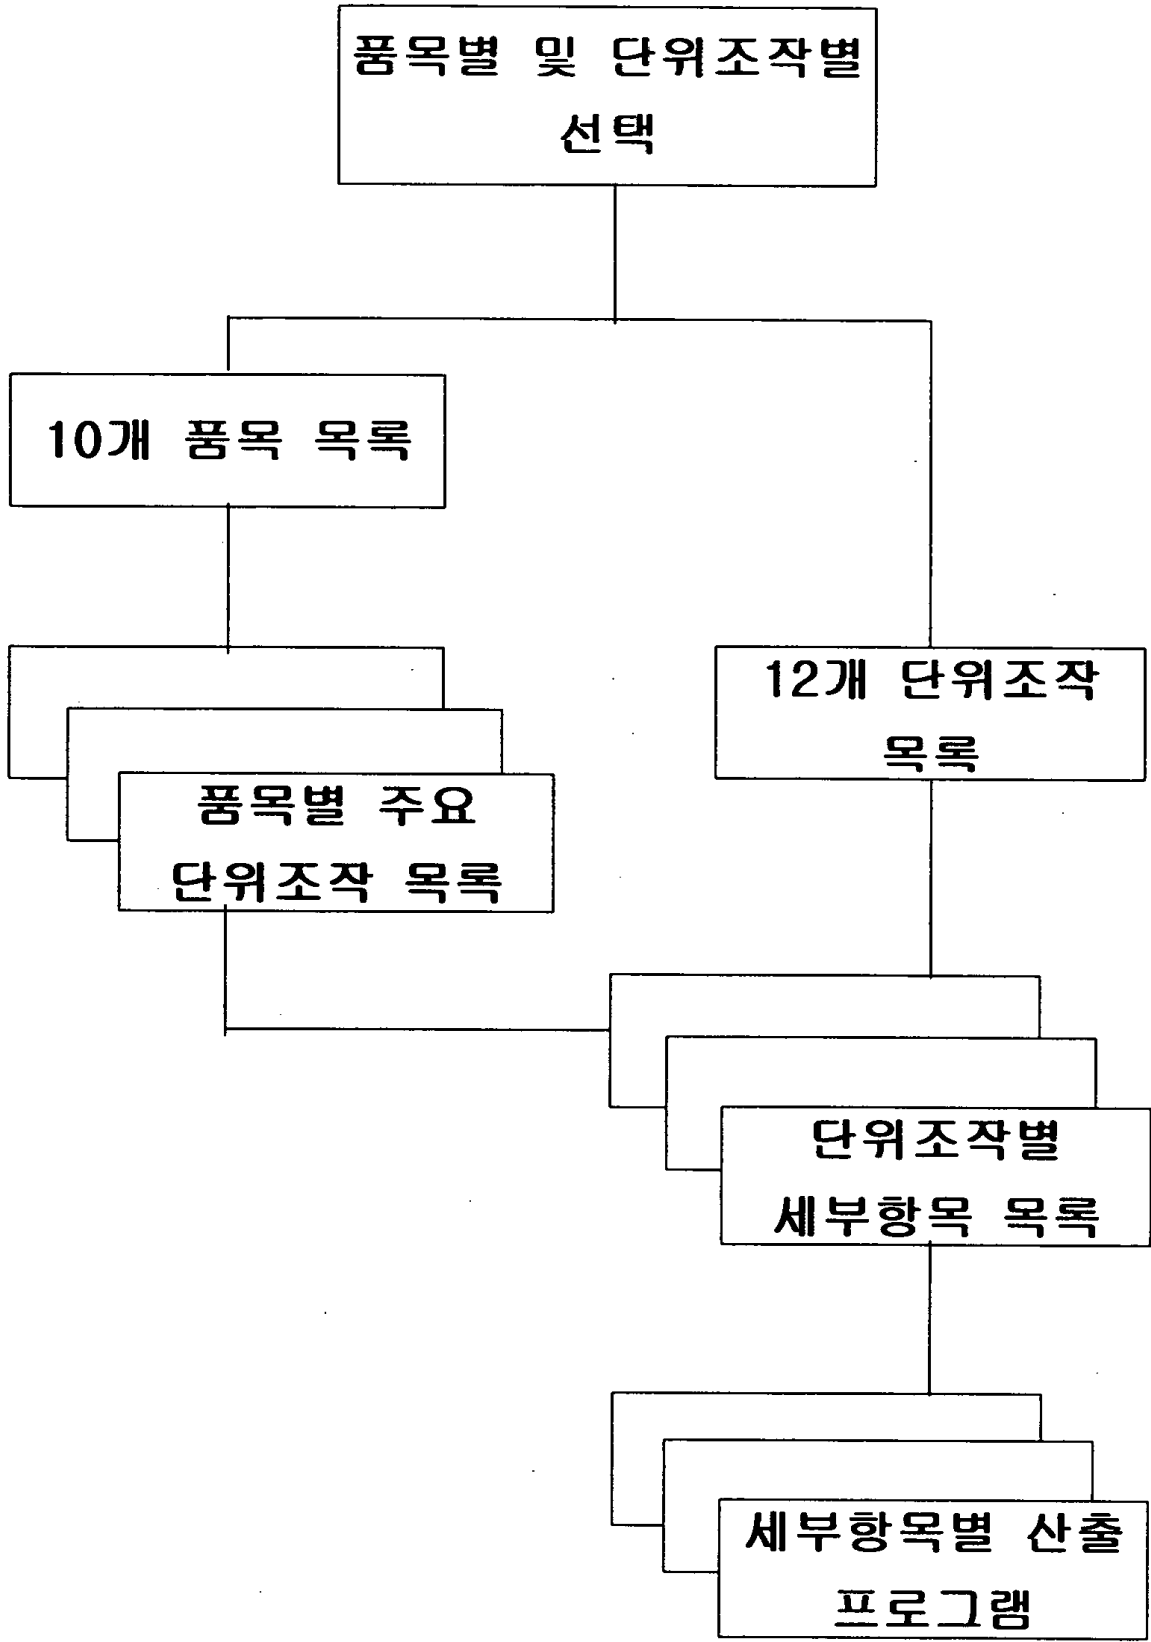 품목별 및 단위조작별
선택
10개 품목 목록
12개 단위조작
목록
품목별 주요
단위조작 목록
단위조작별
세부항목 목록
세부항목별 산출
프로그램